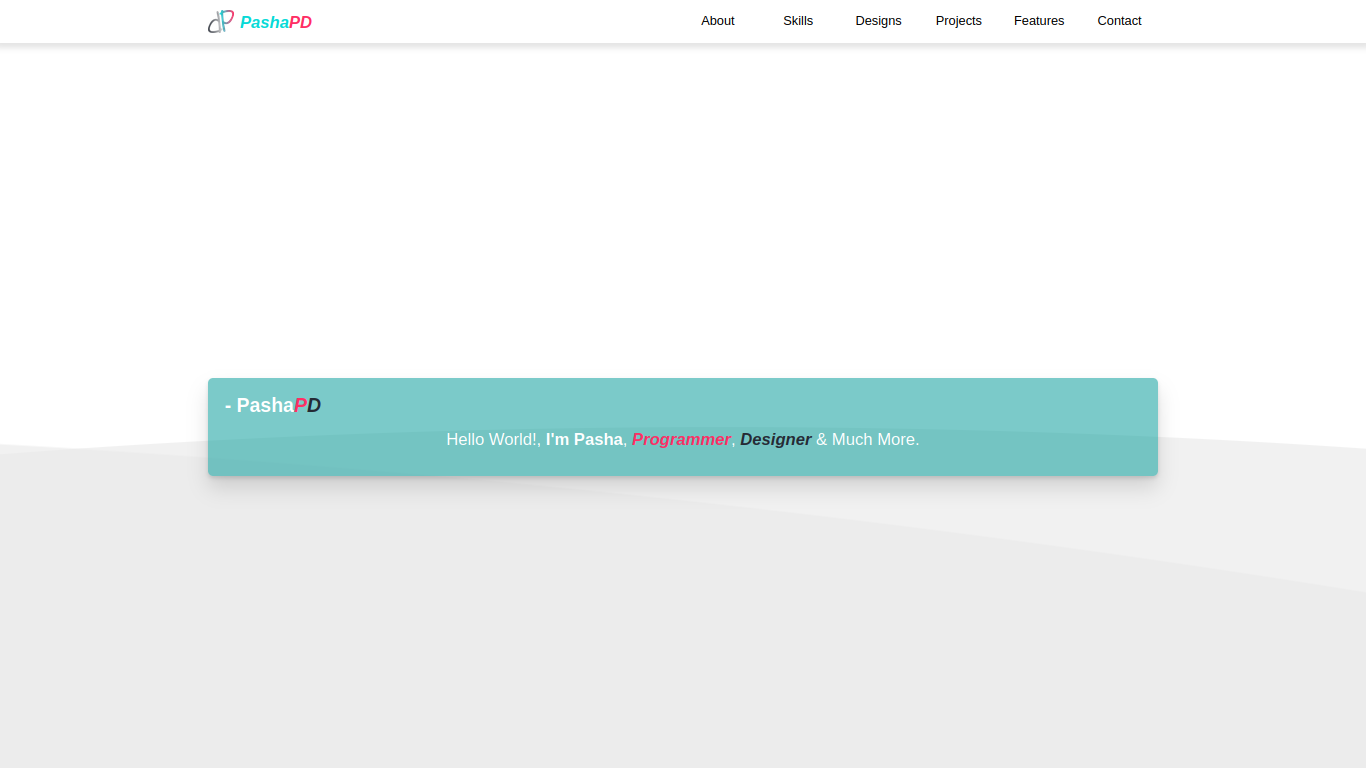 PashaPD
About
Skills
Designs
Projects
Features
Contact
- PashaPD
Hello World!, I'm Pasha, Programmer, Designer & Much More.